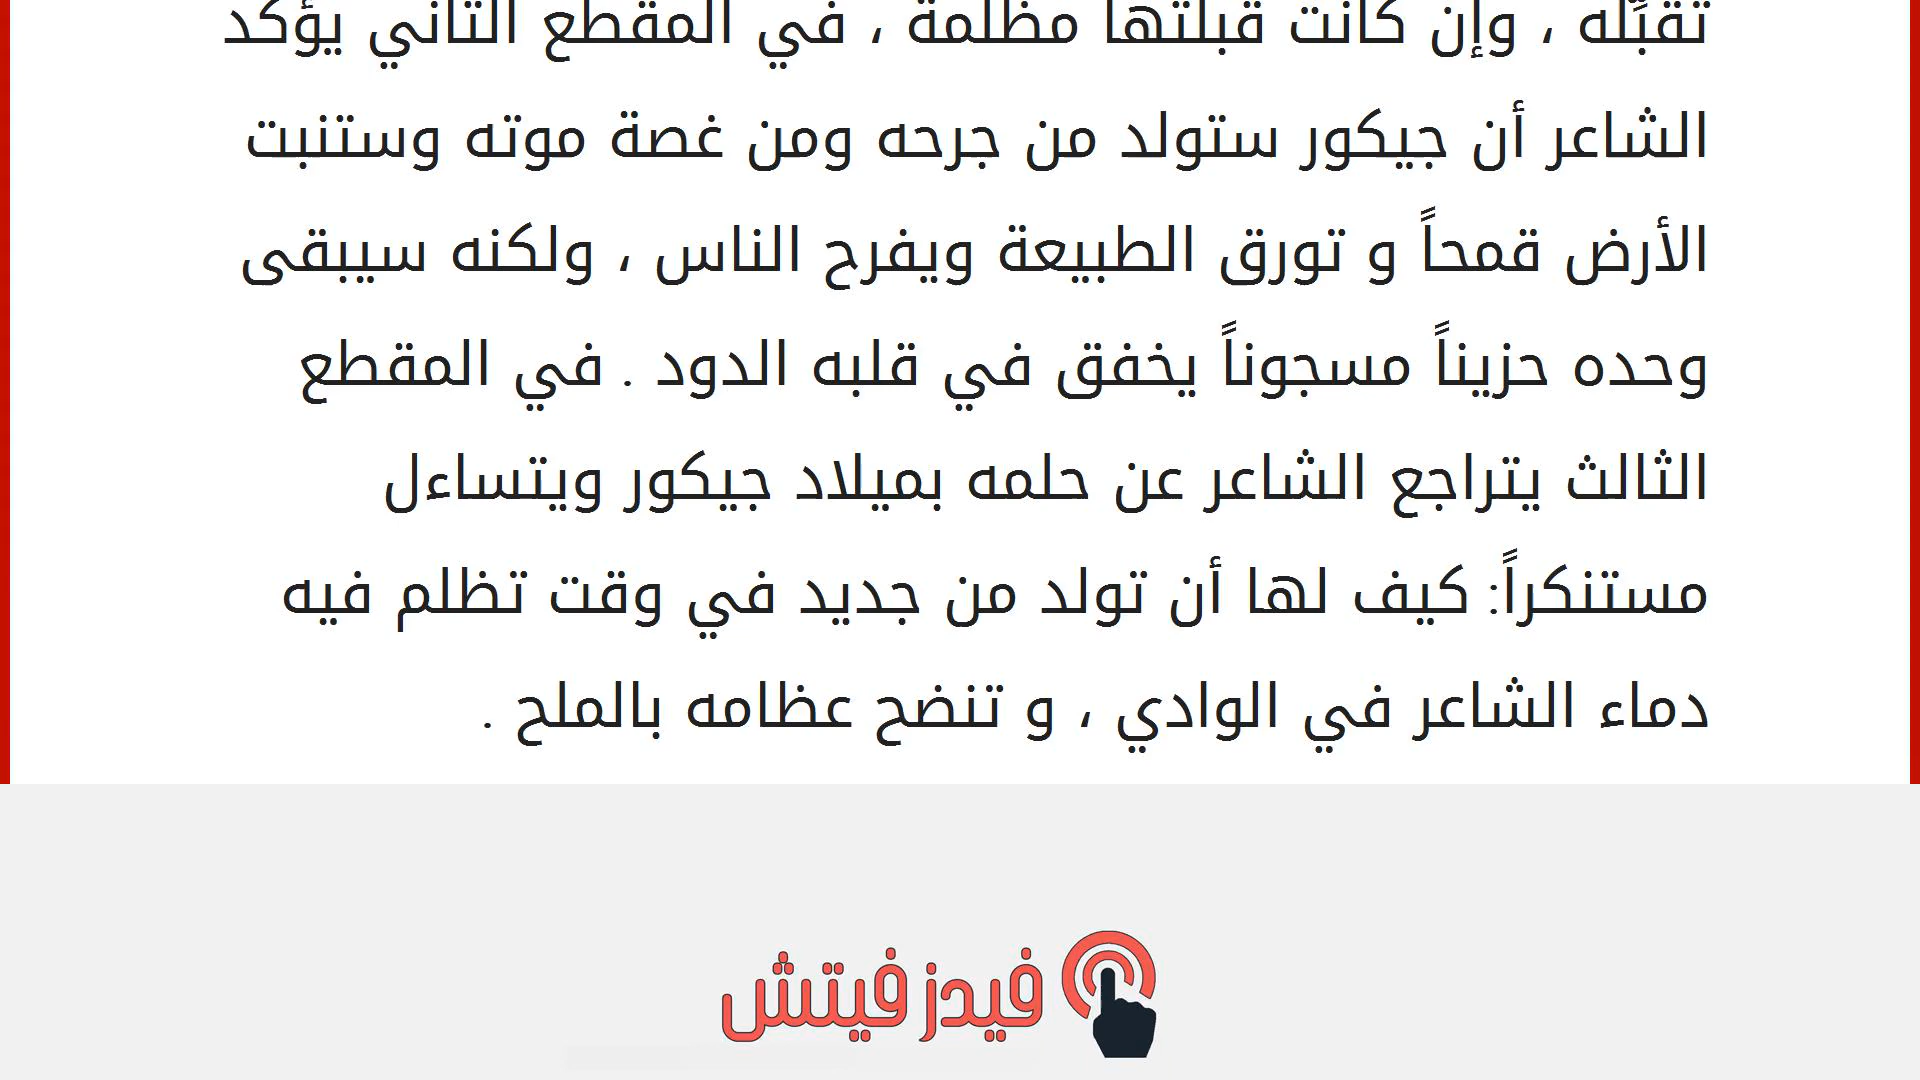 تقبّله ، وإن كانت قبلتها مظلمة ، في المقطع الثاني يؤكد
الشاعر أن جيكور ستولد من جرحه ومن غصة موته وستنبت
الأرض قمحاً و تورق الطبيعة ويفرح الناس ، ولكنه سيبقى
وحده حزيناً مسجوناً يخفق في قلبه الدود . في المقطع
الثالث يتراجع الشاعر عن حلمه بميلاد جيكور ويتساءل
مستنكراً: كيف لها أن تولد من جديد في وقت تظلم فيه
دماء الشاعر في الوادي ، و تنضح عظامه بالملح .
فيدز فيتش